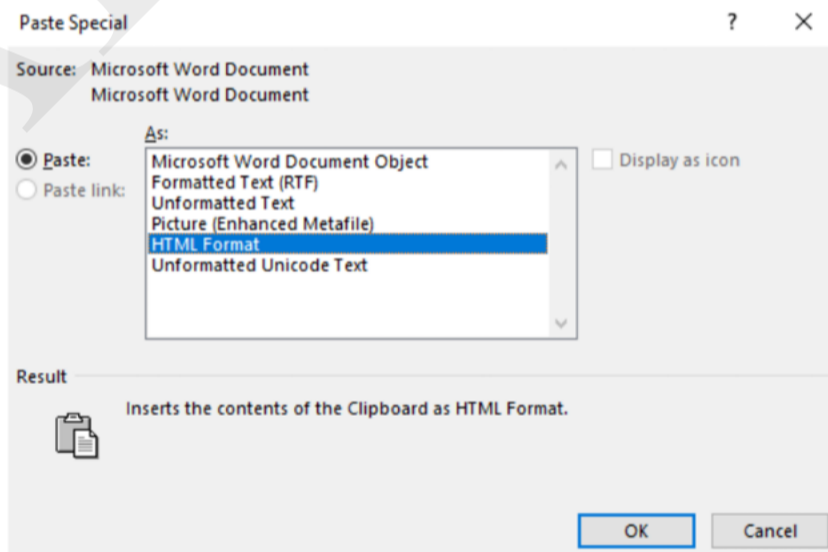 Paste Special ? ×
Source: Microsoft Word Document
Microsoft Word Document
As:
Paste:
Paste link:
Microsoft Word Document Object
Formatted Text (RTF)
Unformatted Text
Picture (Enhanced Metafile)
HTML Format
Unformatted Unicode Text
Display as icon
Result
Inserts the contents of the Clipboard as HTML Format.
OK Cancel